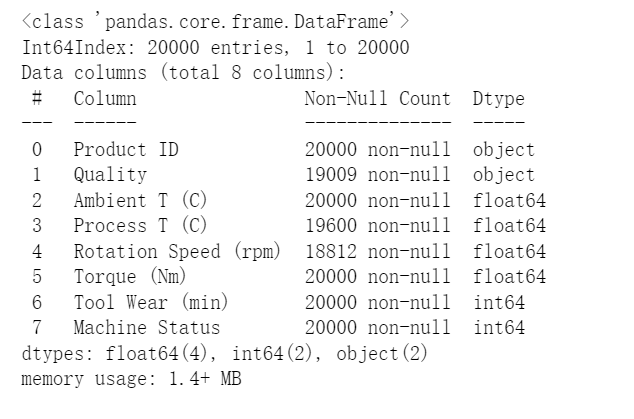 <class 'pandas.core.frame.DataFrame'>
Int64Index: 20000 entries, 1 to 20000
Data columns (total 8 columns):
 #   Column                Non-Null Count  Dtype
---  ------                --------------  -----
 0   Product ID            20000 non-null  object
 1   Quality               19009 non-null  object
 2   Ambient T (C)         20000 non-null  float64
 3   Process T (C)         19600 non-null  float64
 4   Rotation Speed (rpm)  18812 non-null  float64
 5   Torque (Nm)           20000 non-null  float64
 6   Tool Wear (min)       20000 non-null  int64
 7   Machine Status        20000 non-null  int64
dtypes: float64(4), int64(2), object(2)
memory usage: 1.4+ MB